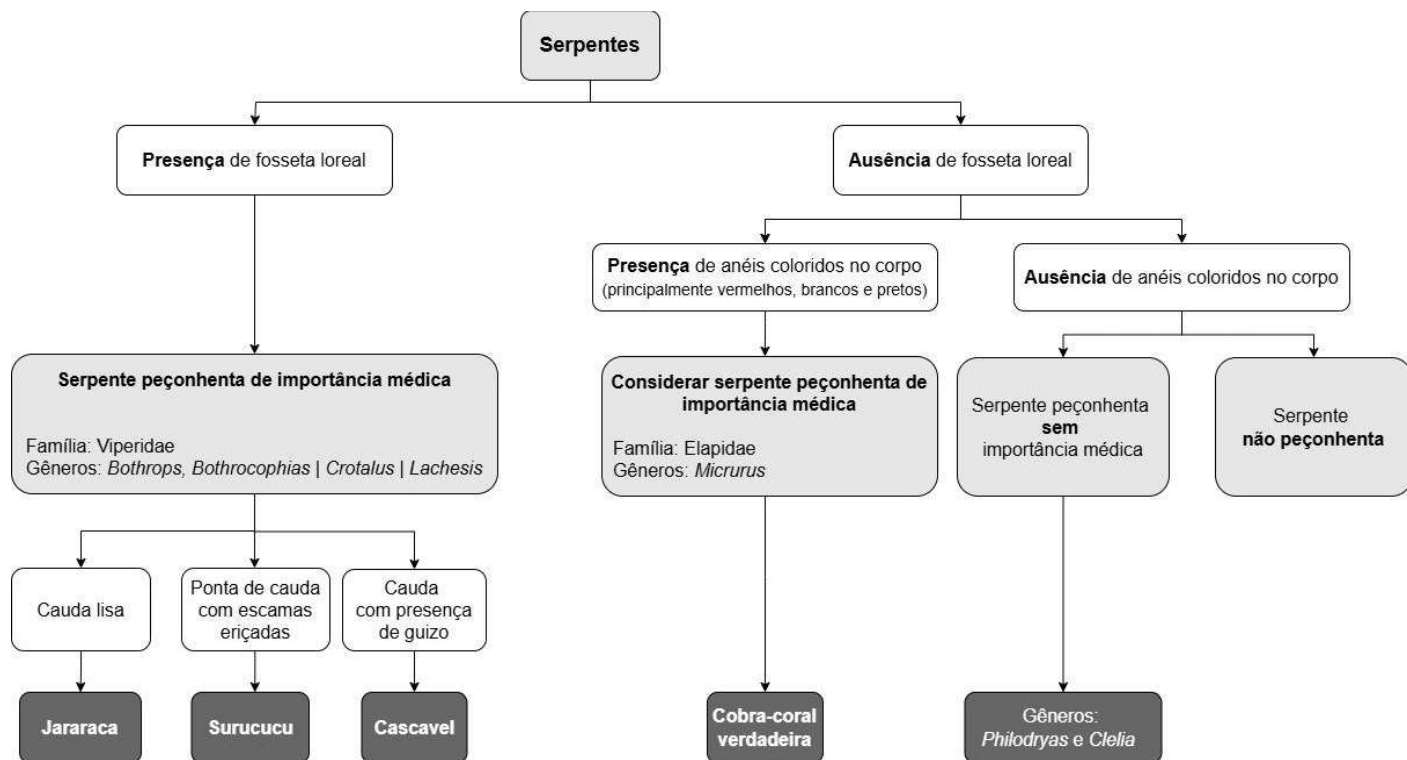 Serpentes
Presença de fosseta loreal
Ausência de fosseta loreal
Presença de anéis coloridos no corpo
(principalmente vermelhos, brancos e pretos)
Ausência de anéis coloridos no corpo
Serpente peçonhenta de importância médica
Família: Viperidae
Gêneros: Bothrops, Bothrocophias | Crotalus | Lachesis
Considerar serpente peçonhenta de
importância médica
Família: Elapidae
Gêneros: Micrurus
Serpente peçonhenta
sem
importância médica
Serpente
não peçonhenta
Cauda lisa
Ponta de cauda
com escamas
eriçadas
Cauda
com presença
de guizo
Jararaca
Surucucu
Cascavel
Cobra-coral
verdadeira
Gêneros:
Philodryas e Clelia